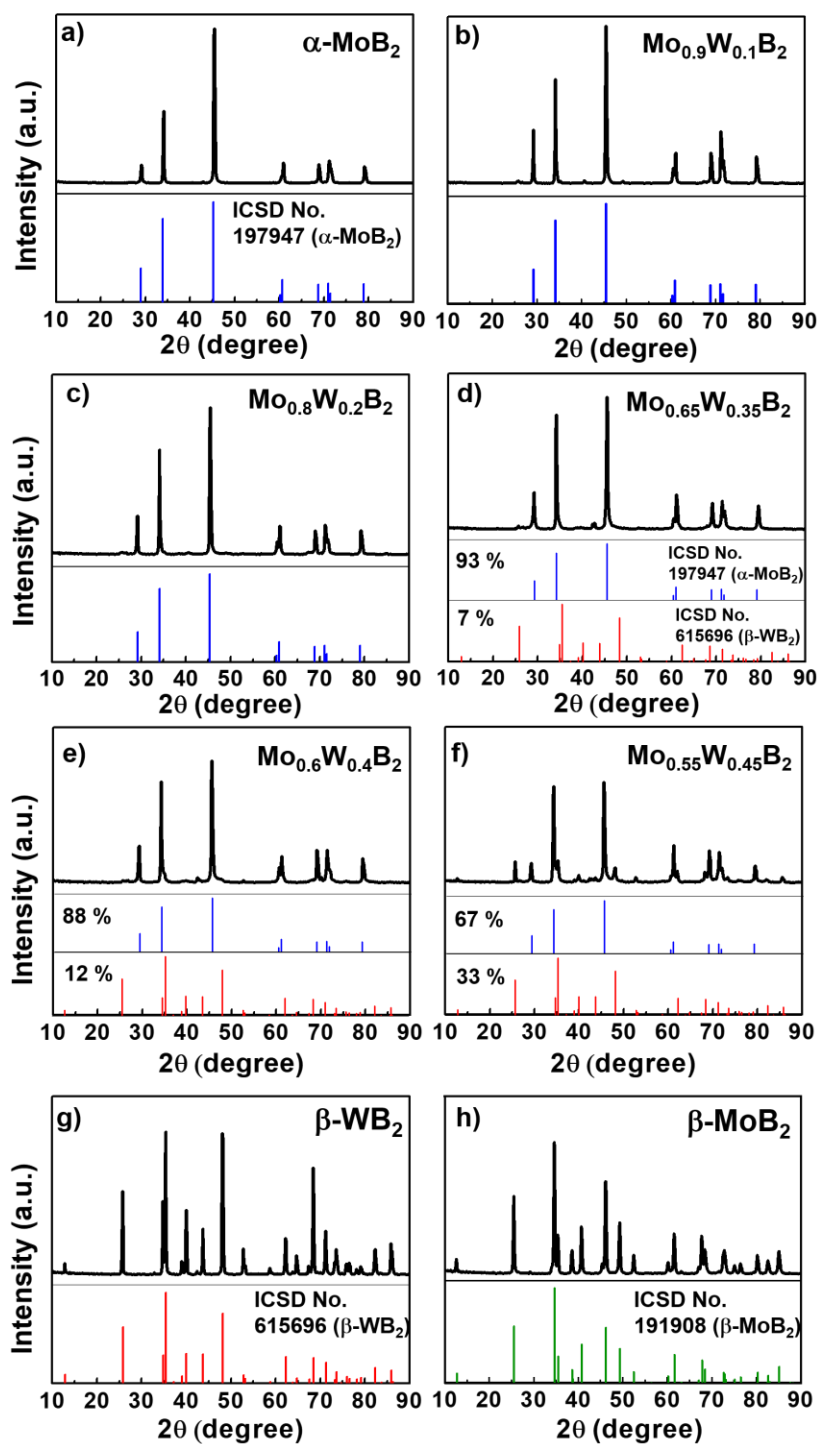 a) α-MoB₂
Intensity (a.u.)
ICSD No.
197947 (α-MoB₂)
10 20 30 40 50 60 70 80 90
2θ (degree)
b) Mo₀.₉W₀.₁B₂
10 20 30 40 50 60 70 80 90
2θ (degree)
c) Mo₀.₈W₀.₂B₂
Intensity (a.u.)
10 20 30 40 50 60 70 80 90
2θ (degree)
d) Mo₀.₆₅W₀.₃₅B₂
93 %
ICSD No.
197947 (α-MoB₂)
7 %
ICSD No.
615696 (β-WB₂)
10 20 30 40 50 60 70 80 90
2θ (degree)
e) Mo₀.₆W₀.₄B₂
Intensity (a.u.)
88 %
12 %
10 20 30 40 50 60 70 80 90
2θ (degree)
f) Mo₀.₅₅W₀.₄₅B₂
67 %
33 %
10 20 30 40 50 60 70 80 90
2θ (degree)
g) β-WB₂
Intensity (a.u.)
ICSD No.
615696 (β-WB₂)
10 20 30 40 50 60 70 80 90
2θ (degree)
h) β-MoB₂
ICSD No.
191908 (β-MoB₂)
10 20 30 40 50 60 70 80 90
2θ (degree)